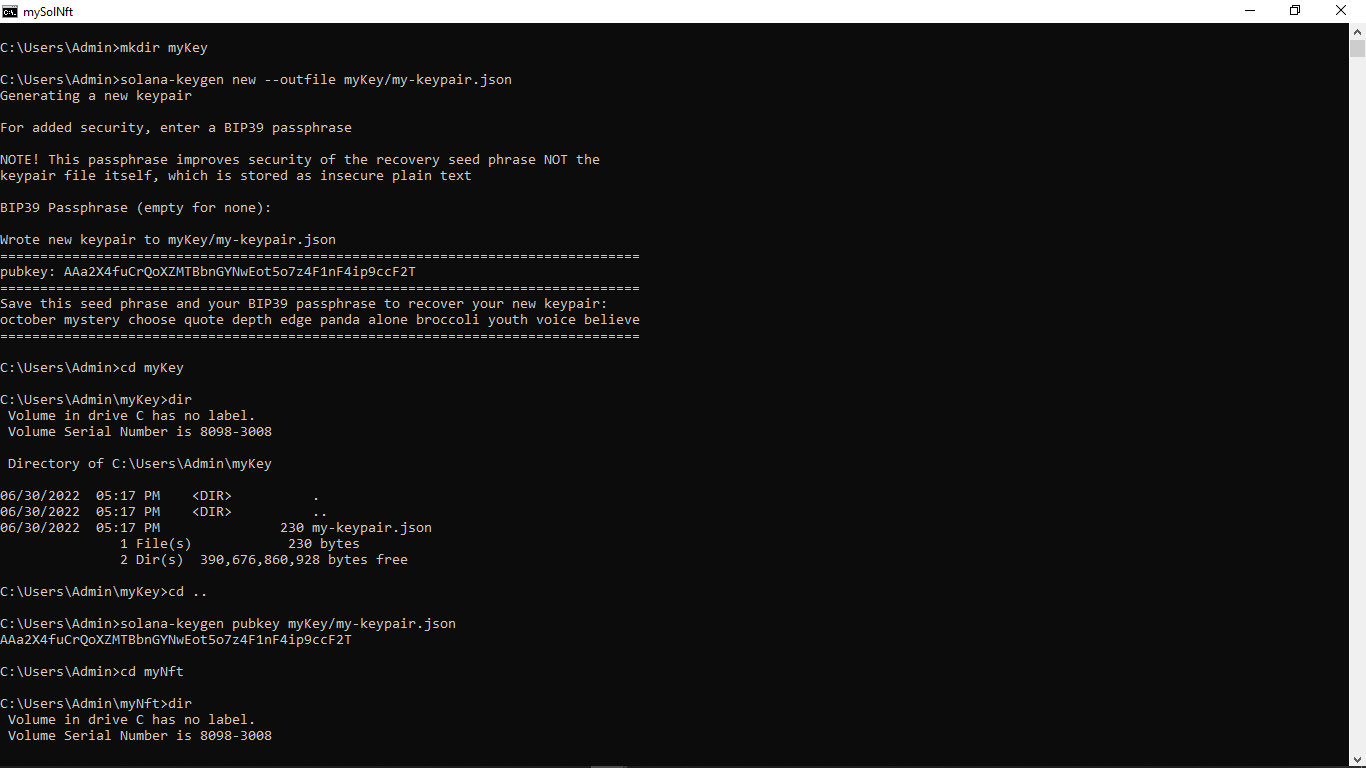 mySolNft
C:\Users\Admin>mkdir myKey
C:\Users\Admin>solana-keygen new --outfile myKey/my-keypair.json
Generating a new keypair
For added security, enter a BIP39 passphrase
NOTE! This passphrase improves security of the recovery seed phrase NOT the
keypair file itself, which is stored as insecure plain text
BIP39 Passphrase (empty for none):
Wrote new keypair to myKey/my-keypair.json
================================================================================
pubkey: AAa2X4fuCrQoXZMTBbnGYNwEot5o7z4F1nF4ip9ccF2T
================================================================================
Save this seed phrase and your BIP39 passphrase to recover your new keypair:
october mystery choose quote depth edge panda alone broccoli youth voice believe
================================================================================
C:\Users\Admin>cd myKey
C:\Users\Admin\myKey>dir
 Volume in drive C has no label.
 Volume Serial Number is 8098-3008
 Directory of C:\Users\Admin\myKey
06/30/2022  05:17 PM    <DIR>          .
06/30/2022  05:17 PM    <DIR>          ..
06/30/2022  05:17 PM               230 my-keypair.json
               1 File(s)            230 bytes
               2 Dir(s)  390,676,860,928 bytes free
C:\Users\Admin\myKey>cd ..
C:\Users\Admin>solana-keygen pubkey myKey/my-keypair.json
AAa2X4fuCrQoXZMTBbnGYNwEot5o7z4F1nF4ip9ccF2T
C:\Users\Admin>cd myNft
C:\Users\Admin\myNft>dir
 Volume in drive C has no label.
 Volume Serial Number is 8098-3008